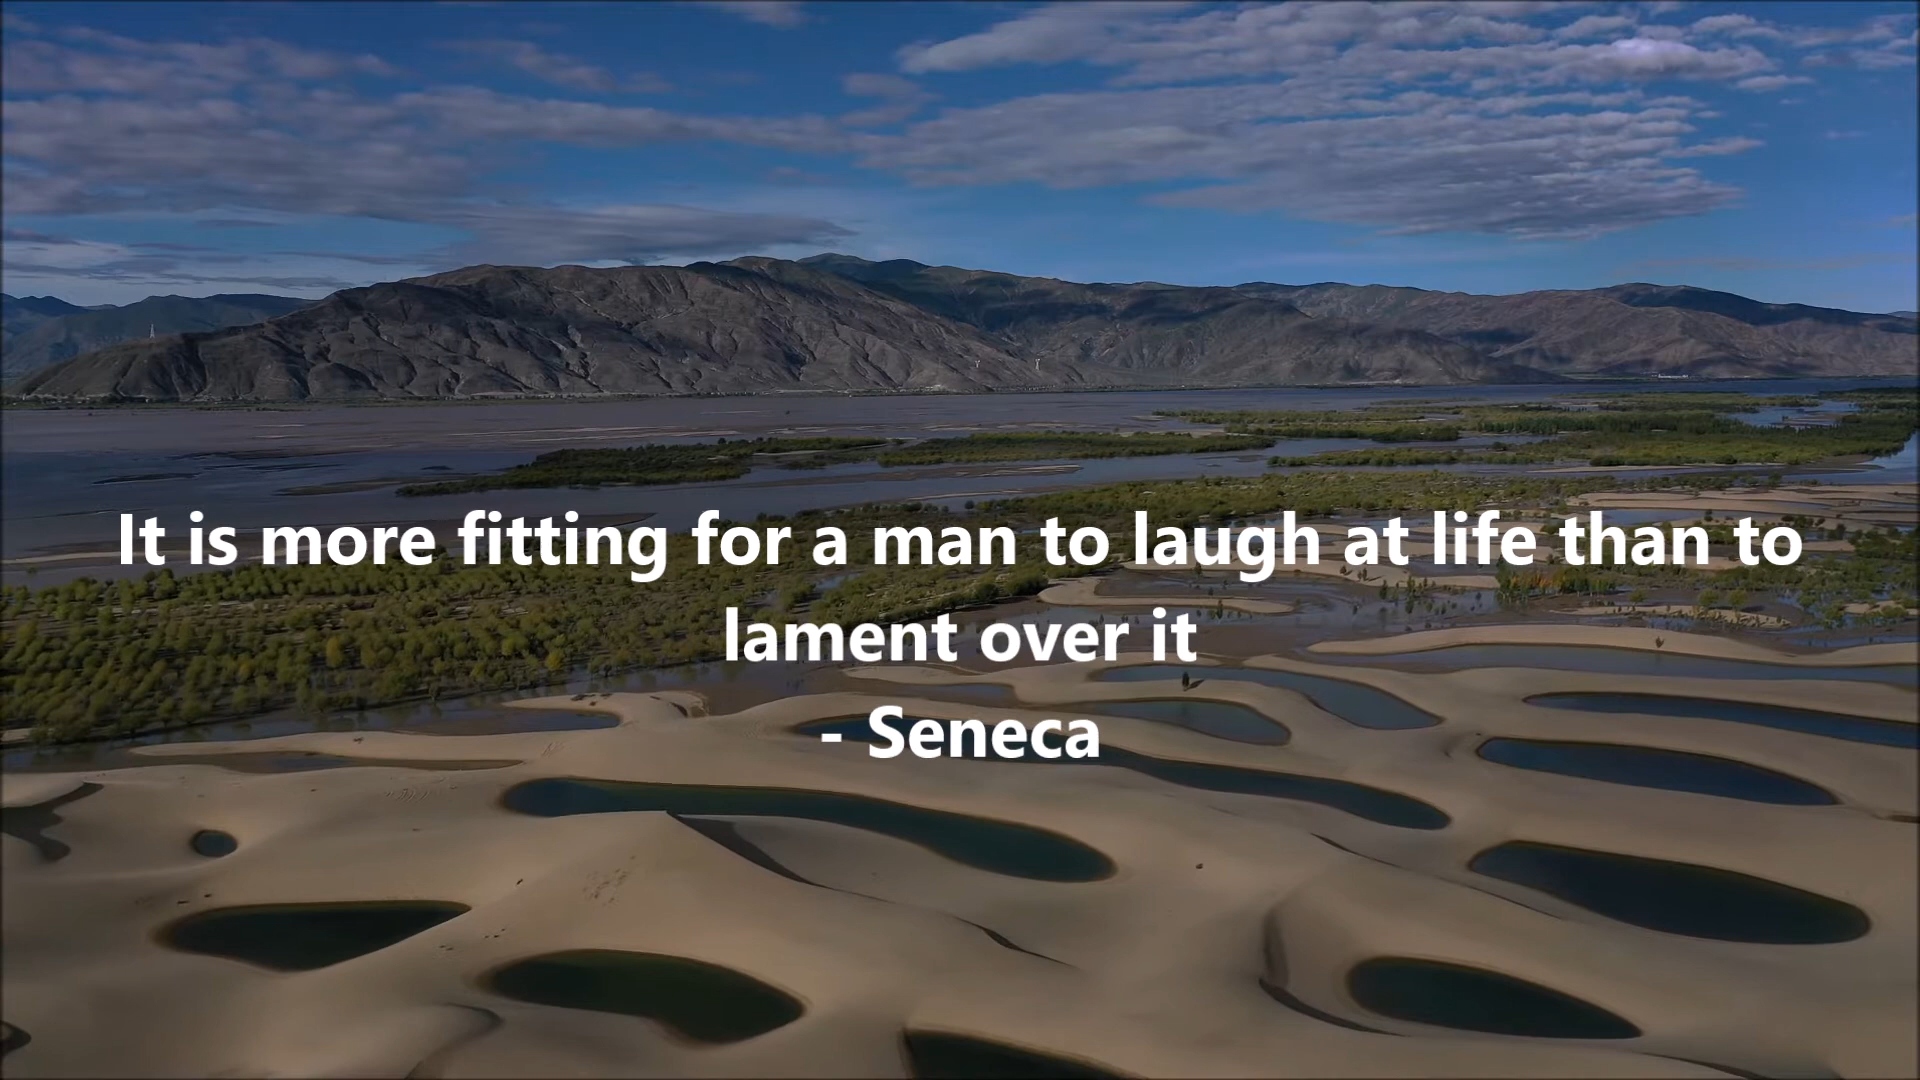 It is more fitting for a man to laugh at life than to
lament over it
- Seneca